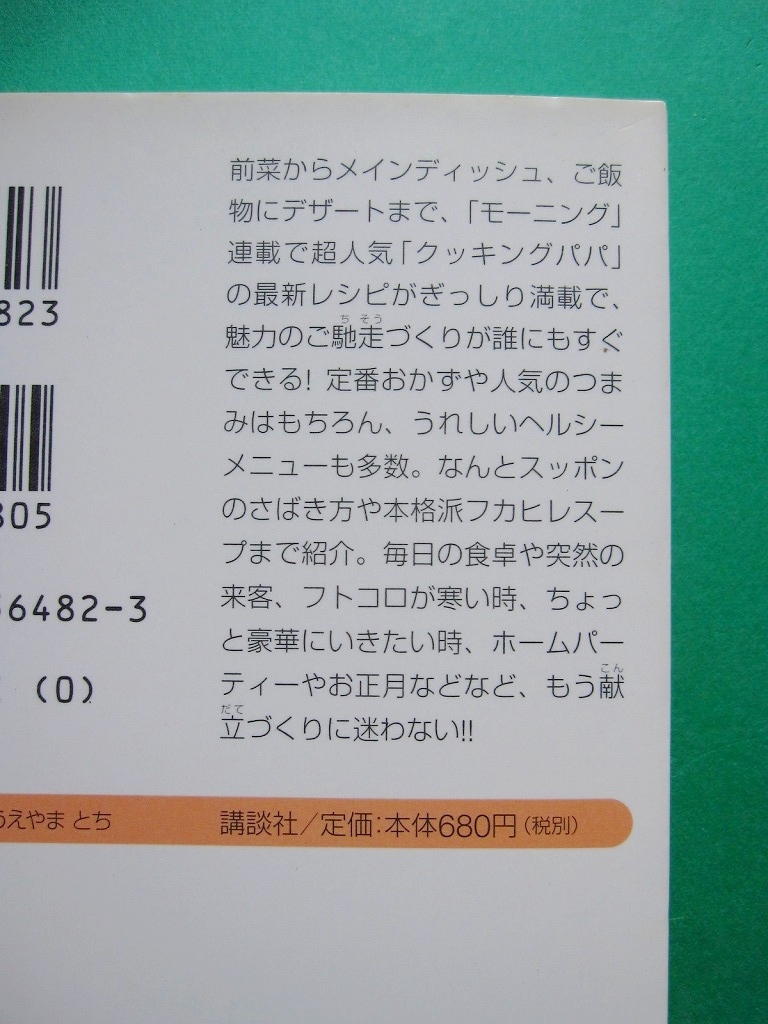 前菜からメインディッシュ、ご飯
物にデザートまで、「モーニング」
連載で超人気「クッキングパパ」
の最新レシピがぎっしり満載で、
ち そう
魅力のご馳走づくりが誰にもすぐ
できる! 定番おかずや人気のつま
みはもちろん、うれしいヘルシー
メニューも多数。なんとスッポン
のさばき方や本格派フカヒレスー
プまで紹介。毎日の食卓や突然の
来客、フトコロが寒い時、ちょっ
と豪華にいきたい時、ホームパー
こん
ティーやお正月などなど、もう献
だて
立づくりに迷わない!!
823
805
6482-3
(0)
うえやま とち
講談社/定価:本体680円(税別)